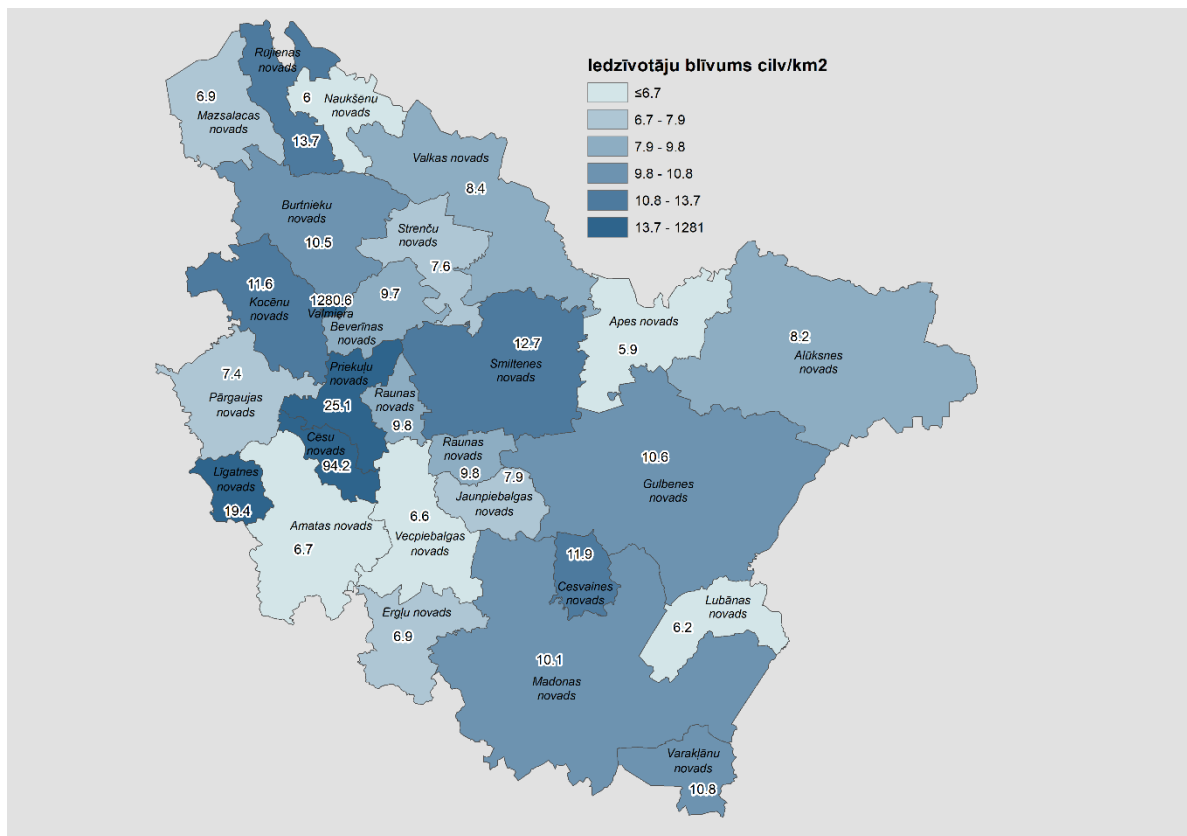 Iedzīvotāju blīvums cilv/km2
≤6.7
6.7 - 7.9
7.9 - 9.8
9.8 - 10.8
10.8 - 13.7
13.7 - 1281
Rūjienas
novads
13.7
6.9
Mazsalacas
novads
6
Naukšēnu
novads
Valkas novads
8.4
Burtnieku
novads
10.5
Strenču
novads
7.6
11.6
Kocēnu
novads
1280.6
Valmiera
9.7
Beverīnas
novads
Apes novads
5.9
8.2
Alūksnes
novads
12.7
Smiltenes
novads
Priekuļu
novads
25.1
7.4
Pārgaujas
novads
Raunas
novads
9.8
Cēsu
novads
94.2
Raunas
novads
9.8
7.9
Jaunpiebalgas
novads
10.6
Gulbenes
novads
Līgatnes
novads
19.4
Amatas novads
6.7
6.6
Vecpiebalgas
novads
11.9
Cesvaines
novads
Lubānas
novads
6.2
Ērgļu novads
6.9
10.1
Madonas
novads
Varakļānu
novads
10.8